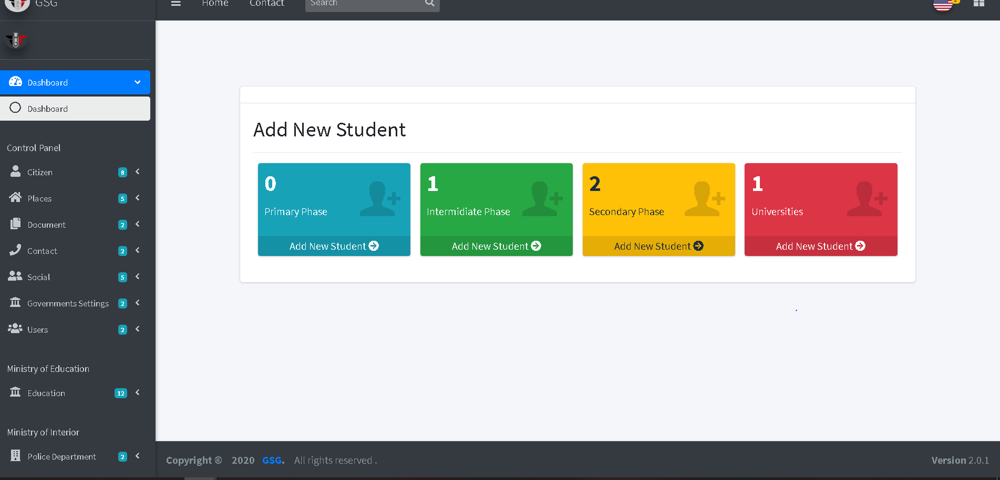 GSG
Home
Contact
Search
2
Dashboard
Dashboard
Control Panel
Citizen 8
Places 5
Document 2
Contact 2
Social 5
Governments Settings 2
Users 2
Ministry of Education
Education 12
Ministry of Interior
Police Department 2
Add New Student
0
Primary Phase
Add New Student
1
Intermidiate Phase
Add New Student
2
Secondary Phase
Add New Student
1
Universities
Add New Student
Copyright © 2020 GSG. All rights reserved .
Version 2.0.1